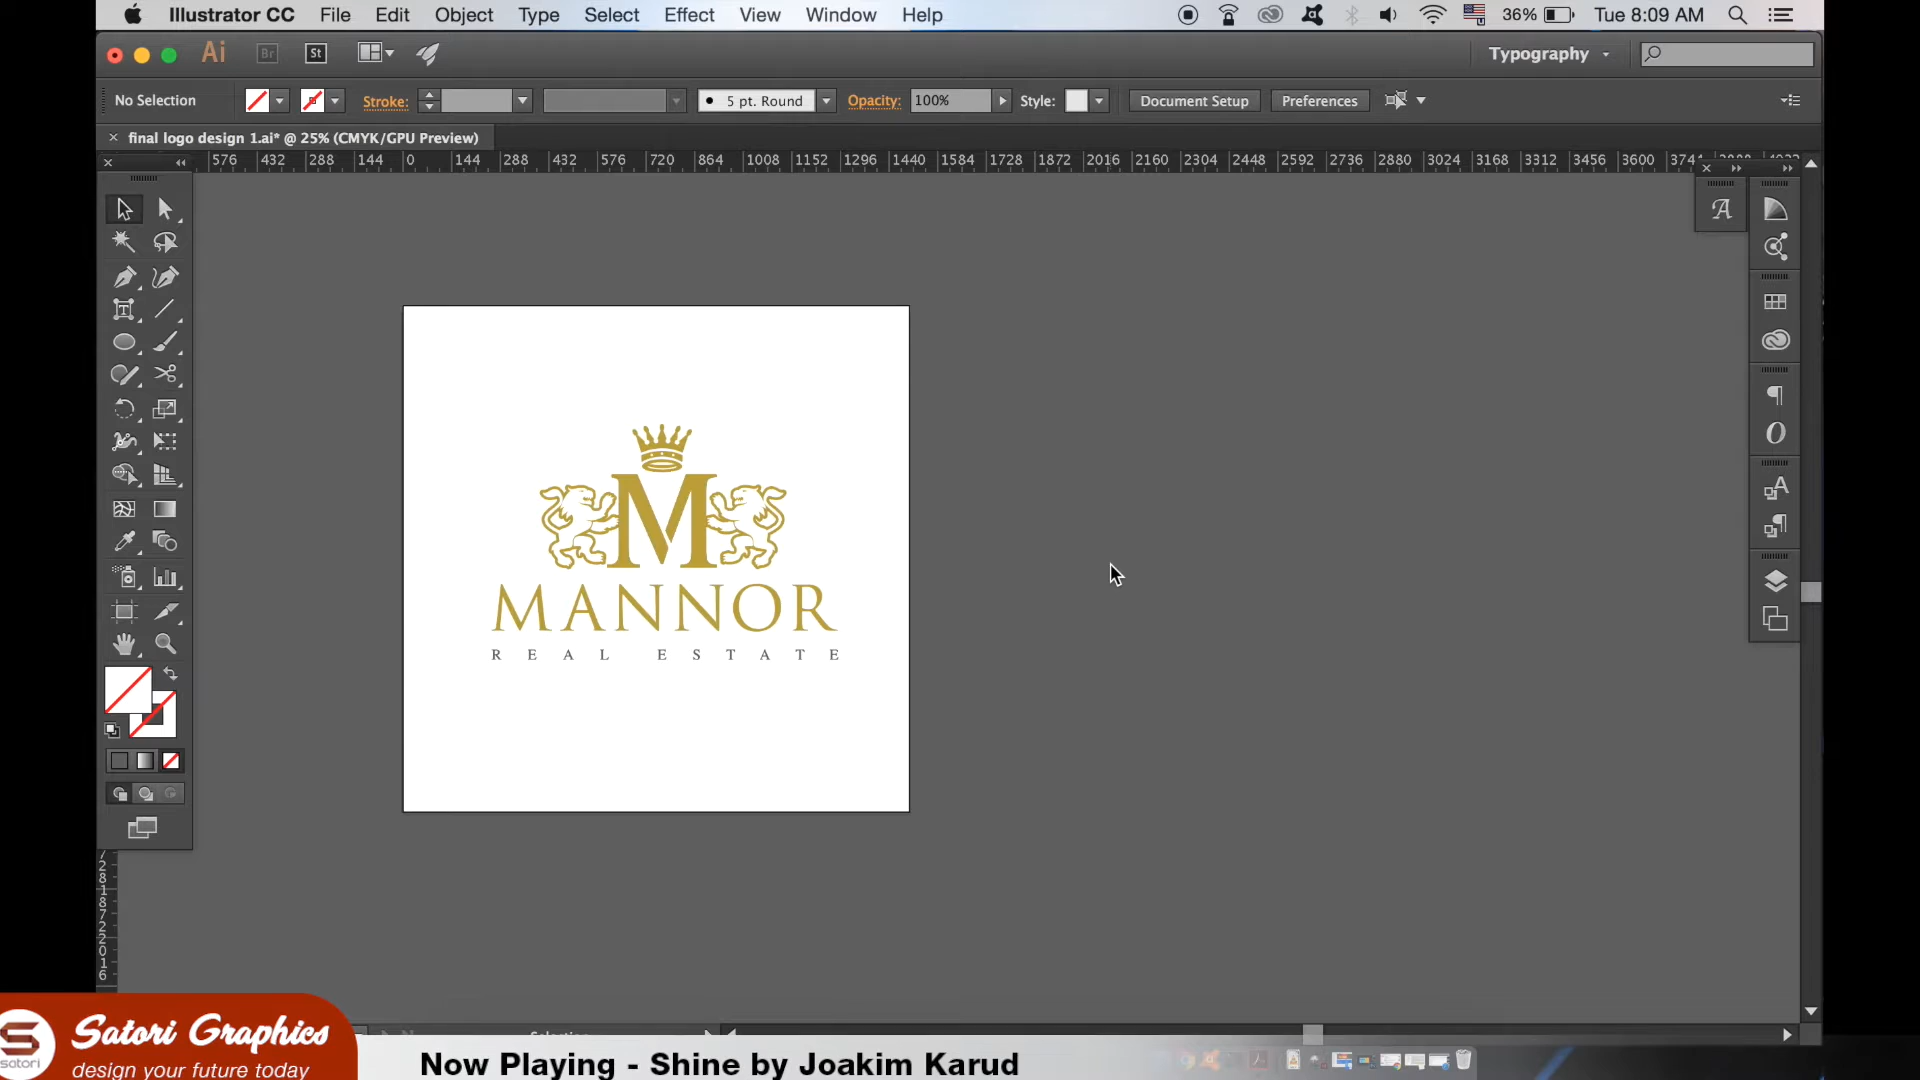 Illustrator CC File Edit Object Type Select Effect View Window Help 36% Tue 8:09 AM
Ai Br St Typography
No Selection Stroke: 5 pt. Round Opacity: 100% Style: Document Setup Preferences
× final logo design 1.ai* @ 25% (CMYK/GPU Preview)
576 432 288 144 0 144 288 432 576 720 864 1008 1152 1296 1440 1584 1728 1872 2016 2160 2304 2448 2592 2736 2880 3024 3168 3312 3456 3600
M
MANNOR
REAL ESTATE
Satori Graphics
design your future today
satori
Now Playing - Shine by Joakim Karud